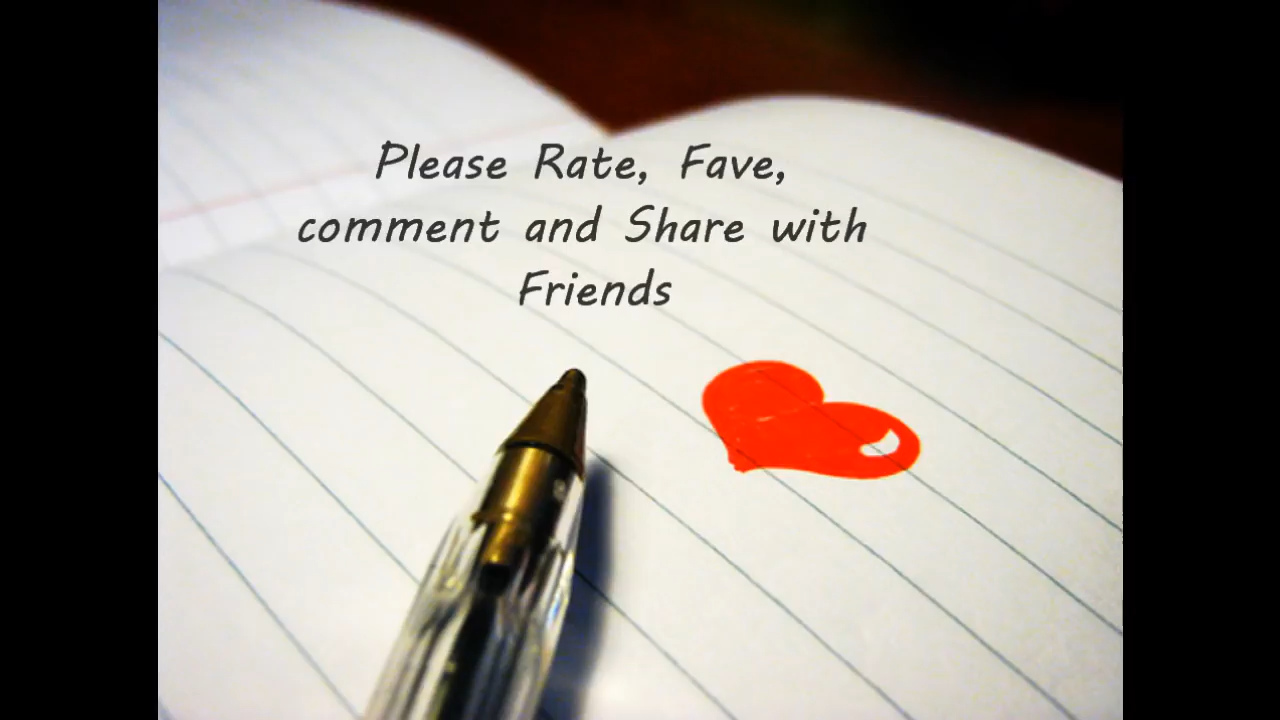 Please Rate, Fave,
comment and Share with
Friends